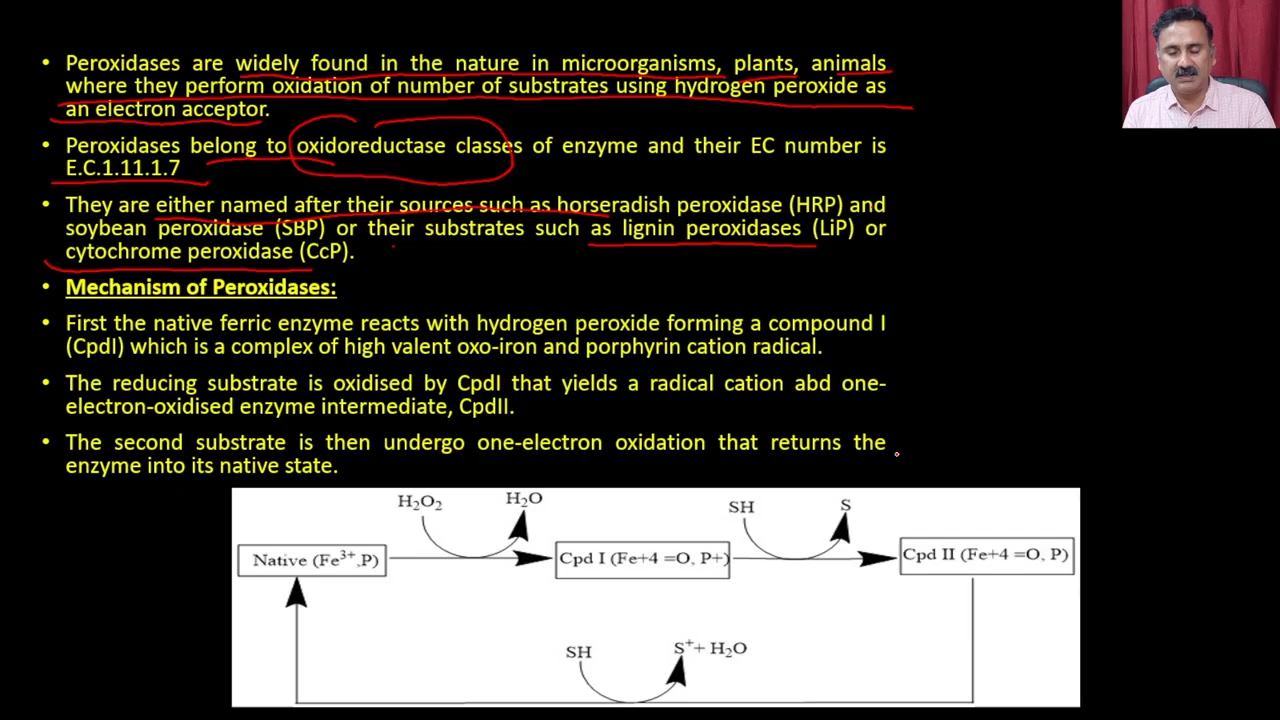 • Peroxidases are widely found in the nature in microorganisms, plants, animals
where they perform oxidation of number of substrates using hydrogen peroxide as
an electron acceptor.
• Peroxidases belong to oxidoreductase classes of enzyme and their EC number is
E.C.1.11.1.7
• They are either named after their sources such as horseradish peroxidase (HRP) and
soybean peroxidase (SBP) or their substrates such as lignin peroxidases (LiP) or
cytochrome peroxidase (CcP).
• Mechanism of Peroxidases:
• First the native ferric enzyme reacts with hydrogen peroxide forming a compound I
(CpdI) which is a complex of high valent oxo-iron and porphyrin cation radical.
• The reducing substrate is oxidised by CpdI that yields a radical cation abd one-
electron-oxidised enzyme intermediate, CpdII.
• The second substrate is then undergo one-electron oxidation that returns the
enzyme into its native state.
H₂O₂ H₂O SH S
Native (Fe³⁺,P) Cpd I (Fe+4 =O, P+) Cpd II (Fe+4 =O, P)
SH S⁺+ H₂O